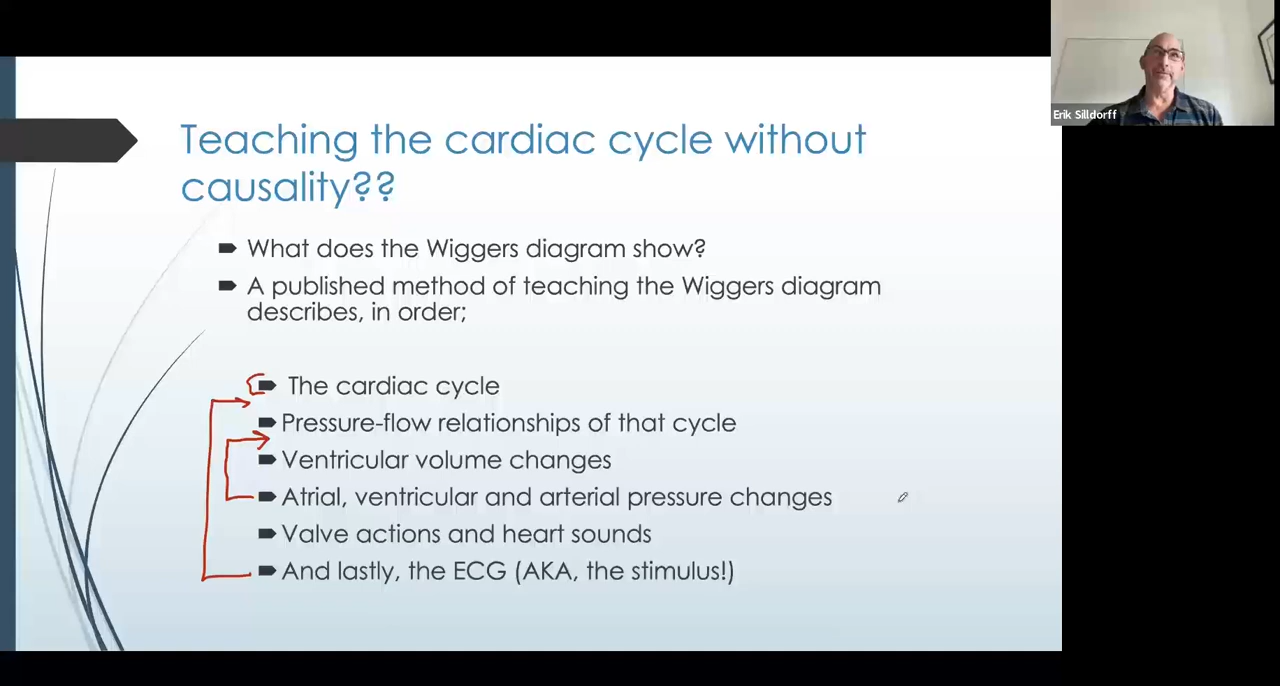 Erik Silldorff
Teaching the cardiac cycle without
causality??
What does the Wiggers diagram show?
A published method of teaching the Wiggers diagram
describes, in order;
The cardiac cycle
Pressure-flow relationships of that cycle
Ventricular volume changes
Atrial, ventricular and arterial pressure changes
Valve actions and heart sounds
And lastly, the ECG (AKA, the stimulus!)